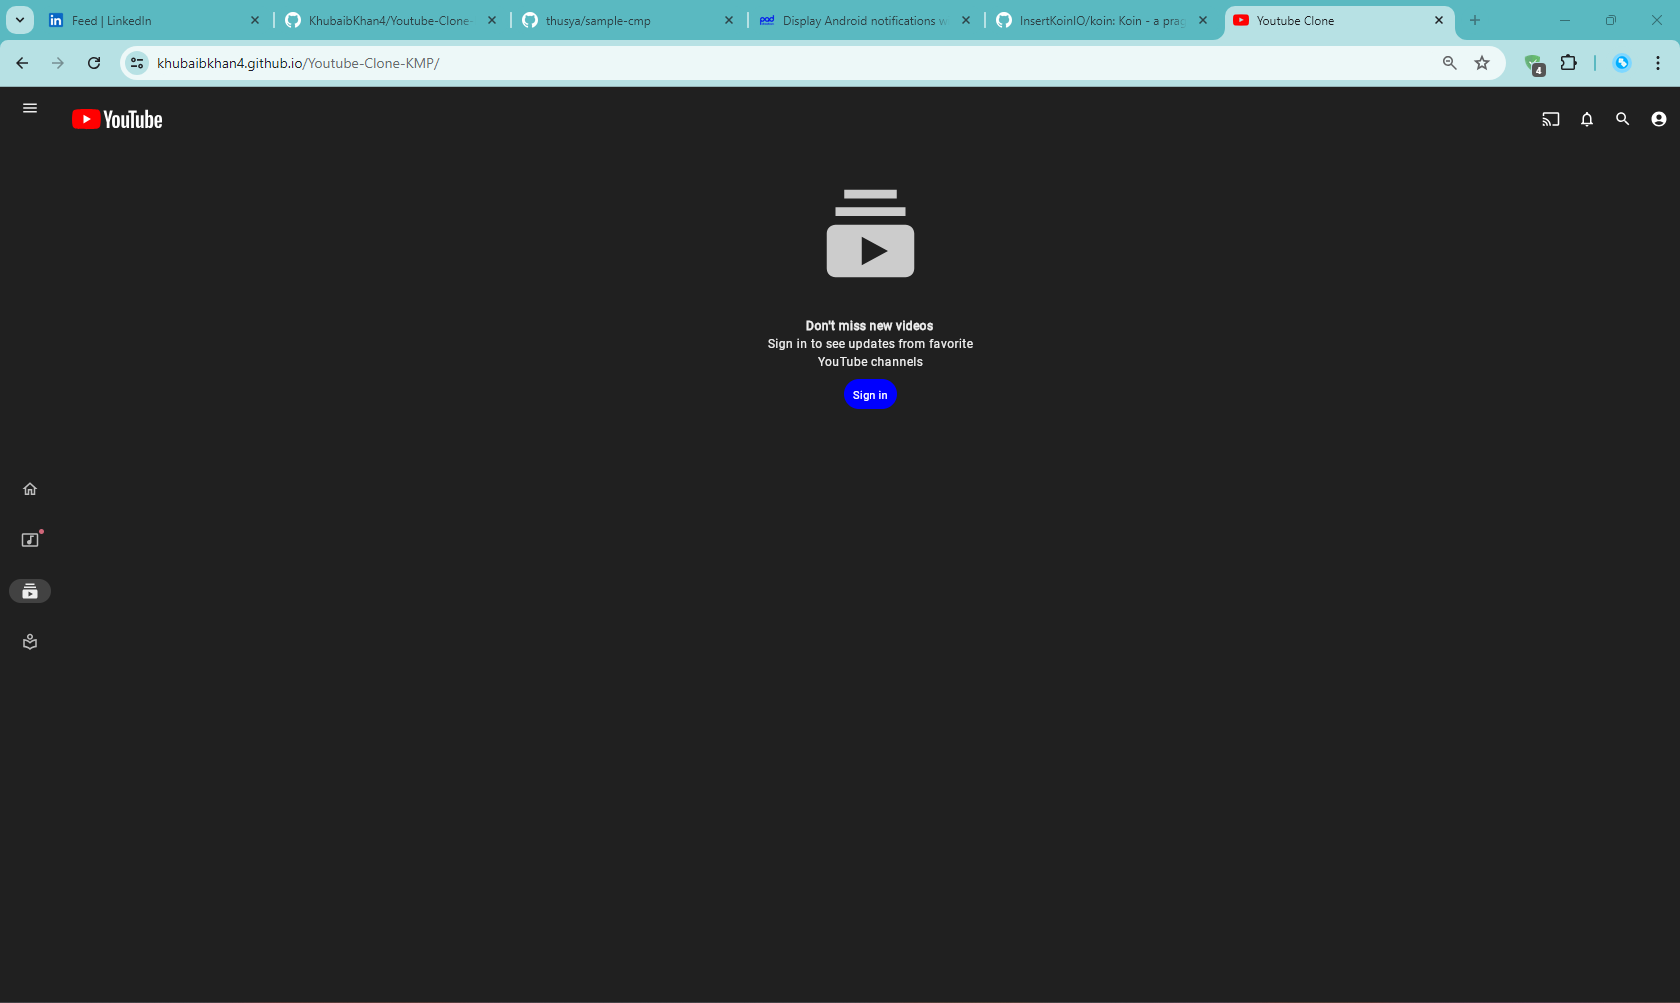 Feed | LinkedIn
KhubaibKhan4/Youtube-Clone-
thusya/sample-cmp
Display Android notifications w
InsertKoinIO/koin: Koin - a prag
Youtube Clone
khubaibkhan4.github.io/Youtube-Clone-KMP/
4
YouTube
Don't miss new videos
Sign in to see updates from favorite
YouTube channels
Sign in